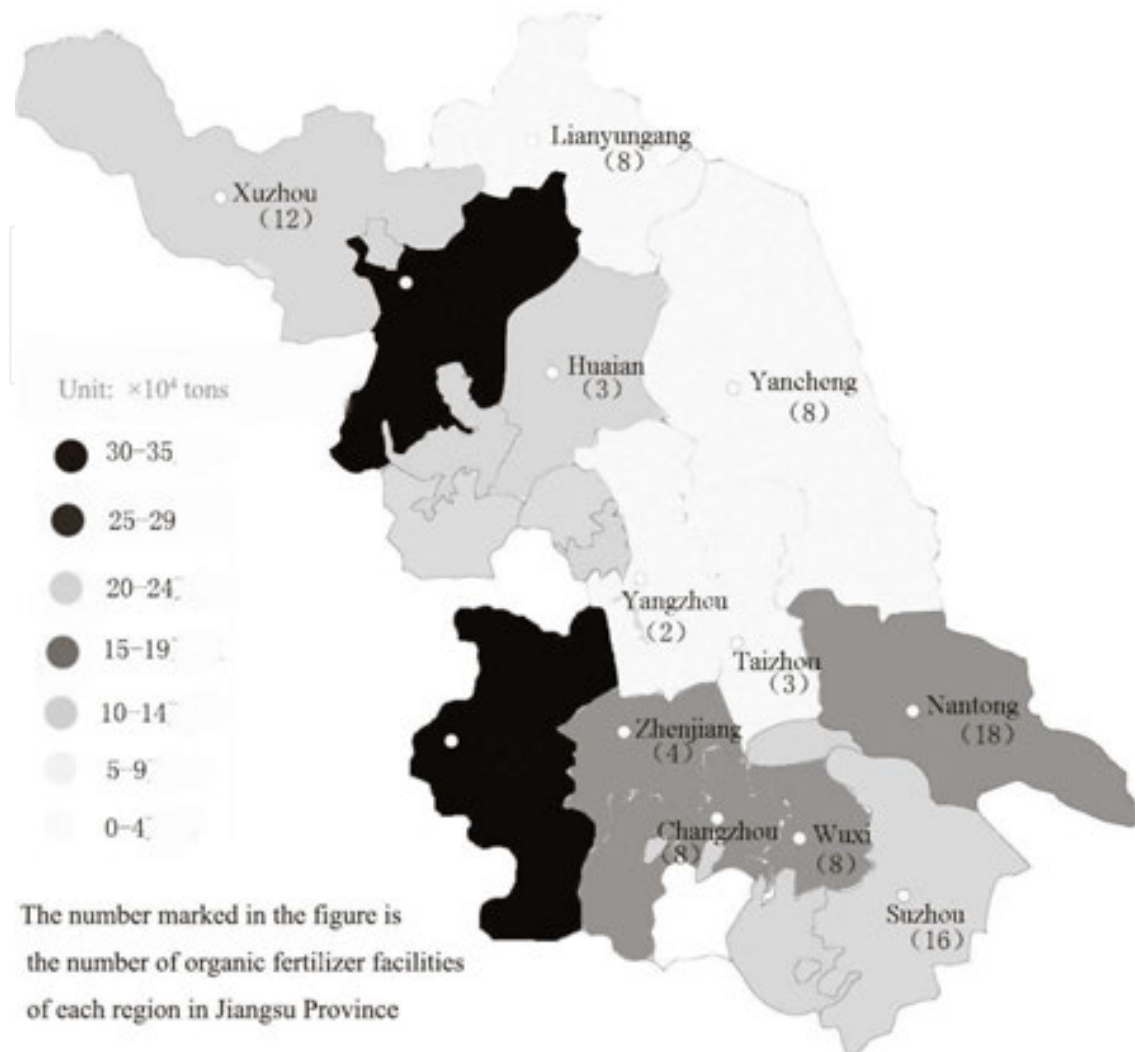 Lianyungang
(8)
Xuzhou
(12)
Huaian
(3)
Yancheng
(8)
Unit: ×10⁴ tons
30-35
25-29
20-24
15-19
10-14
5-9
0-4
Yangzhou
(2)
Taizhou
(3)
Nantong
(18)
Zhenjiang
(4)
Changzhou
(8)
Wuxi
(8)
Suzhou
(16)
The number marked in the figure is
the number of organic fertilizer facilities
of each region in Jiangsu Province